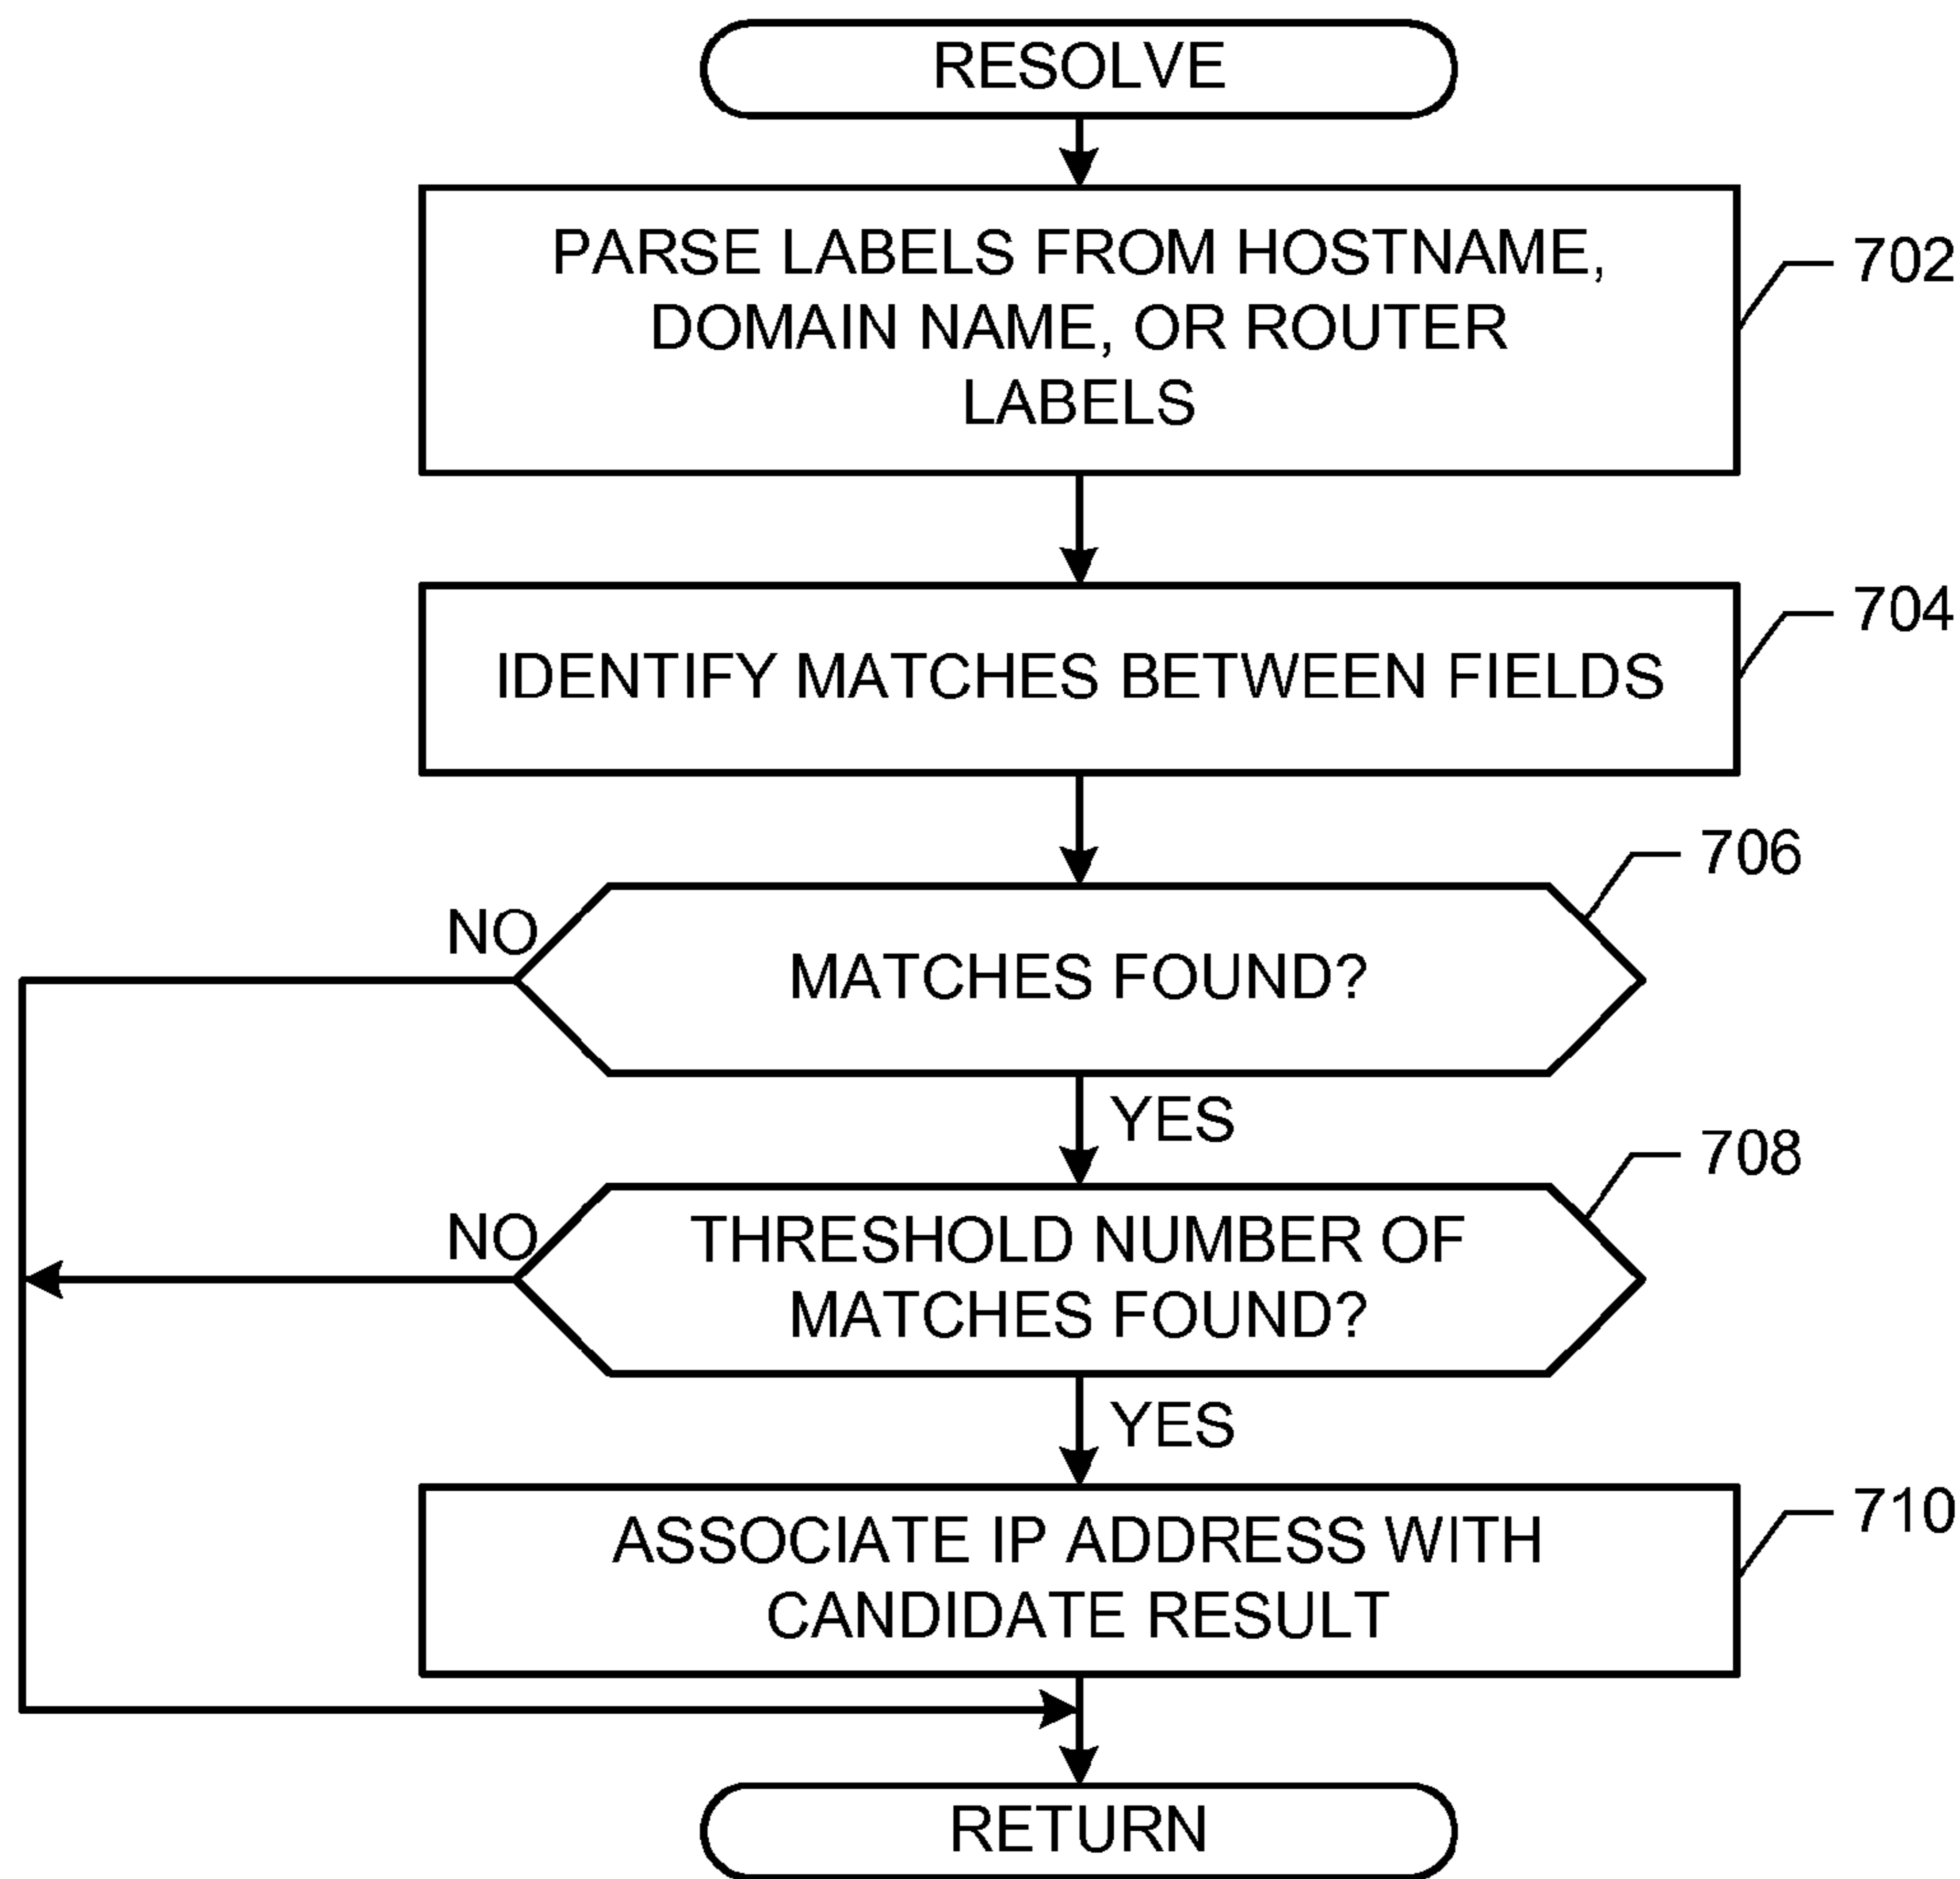 RESOLVE
PARSE LABELS FROM HOSTNAME,
DOMAIN NAME, OR ROUTER
LABELS
702
IDENTIFY MATCHES BETWEEN FIELDS
704
706
NO
MATCHES FOUND?
YES
708
NO
THRESHOLD NUMBER OF
MATCHES FOUND?
YES
ASSOCIATE IP ADDRESS WITH
CANDIDATE RESULT
710
RETURN